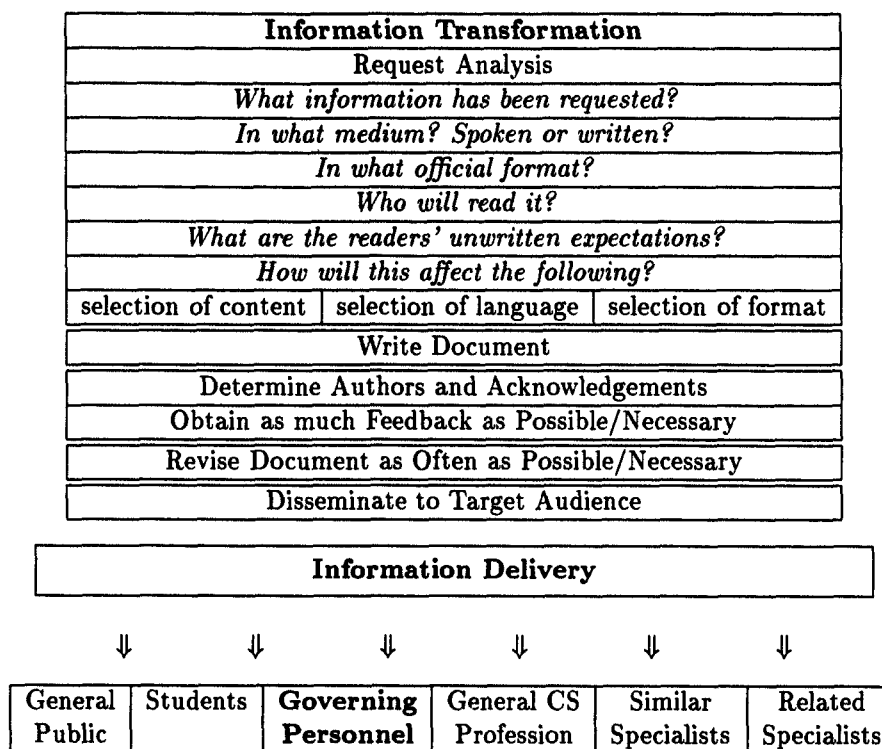 Information Transformation
Request Analysis
What information has been requested?
In what medium? Spoken or written?
In what official format?
Who will read it?
What are the readers' unwritten expectations?
How will this affect the following?
selection of content selection of language selection of format
Write Document
Determine Authors and Acknowledgements
Obtain as much Feedback as Possible/Necessary
Revise Document as Often as Possible/Necessary
Disseminate to Target Audience
Information Delivery
⇓ ⇓ ⇓ ⇓ ⇓ ⇓
General Students Governing General CS Similar Related
Public Personnel Profession Specialists Specialists